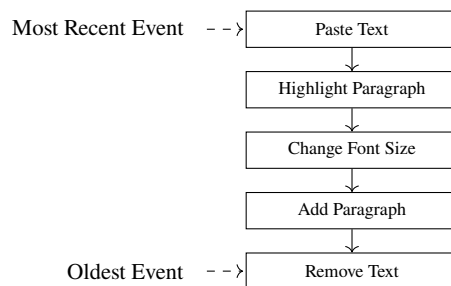 Most Recent Event Paste Text
Highlight Paragraph
Change Font Size
Add Paragraph
Oldest Event Remove Text